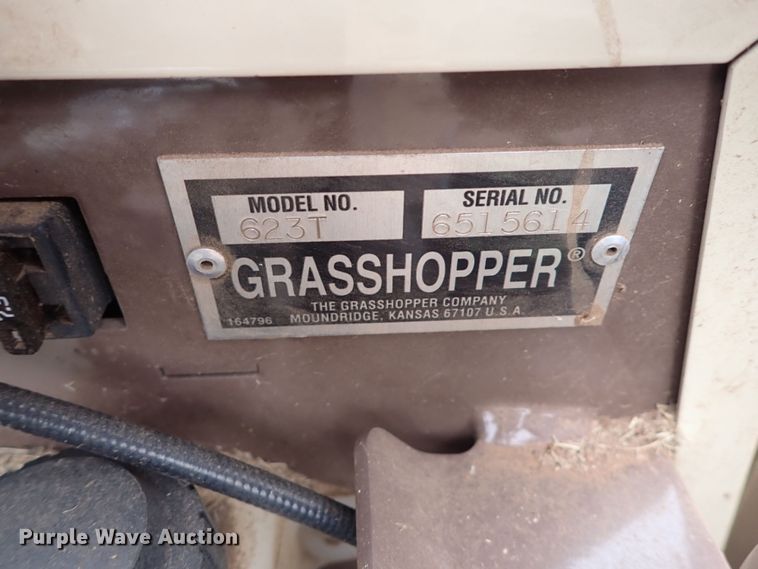 MODEL NO.
623T
SERIAL NO.
6515614
GRASSHOPPER®
THE GRASSHOPPER COMPANY
164796 MOUNDRIDGE, KANSAS 67107 U.S.A.
Purple Wave Auction